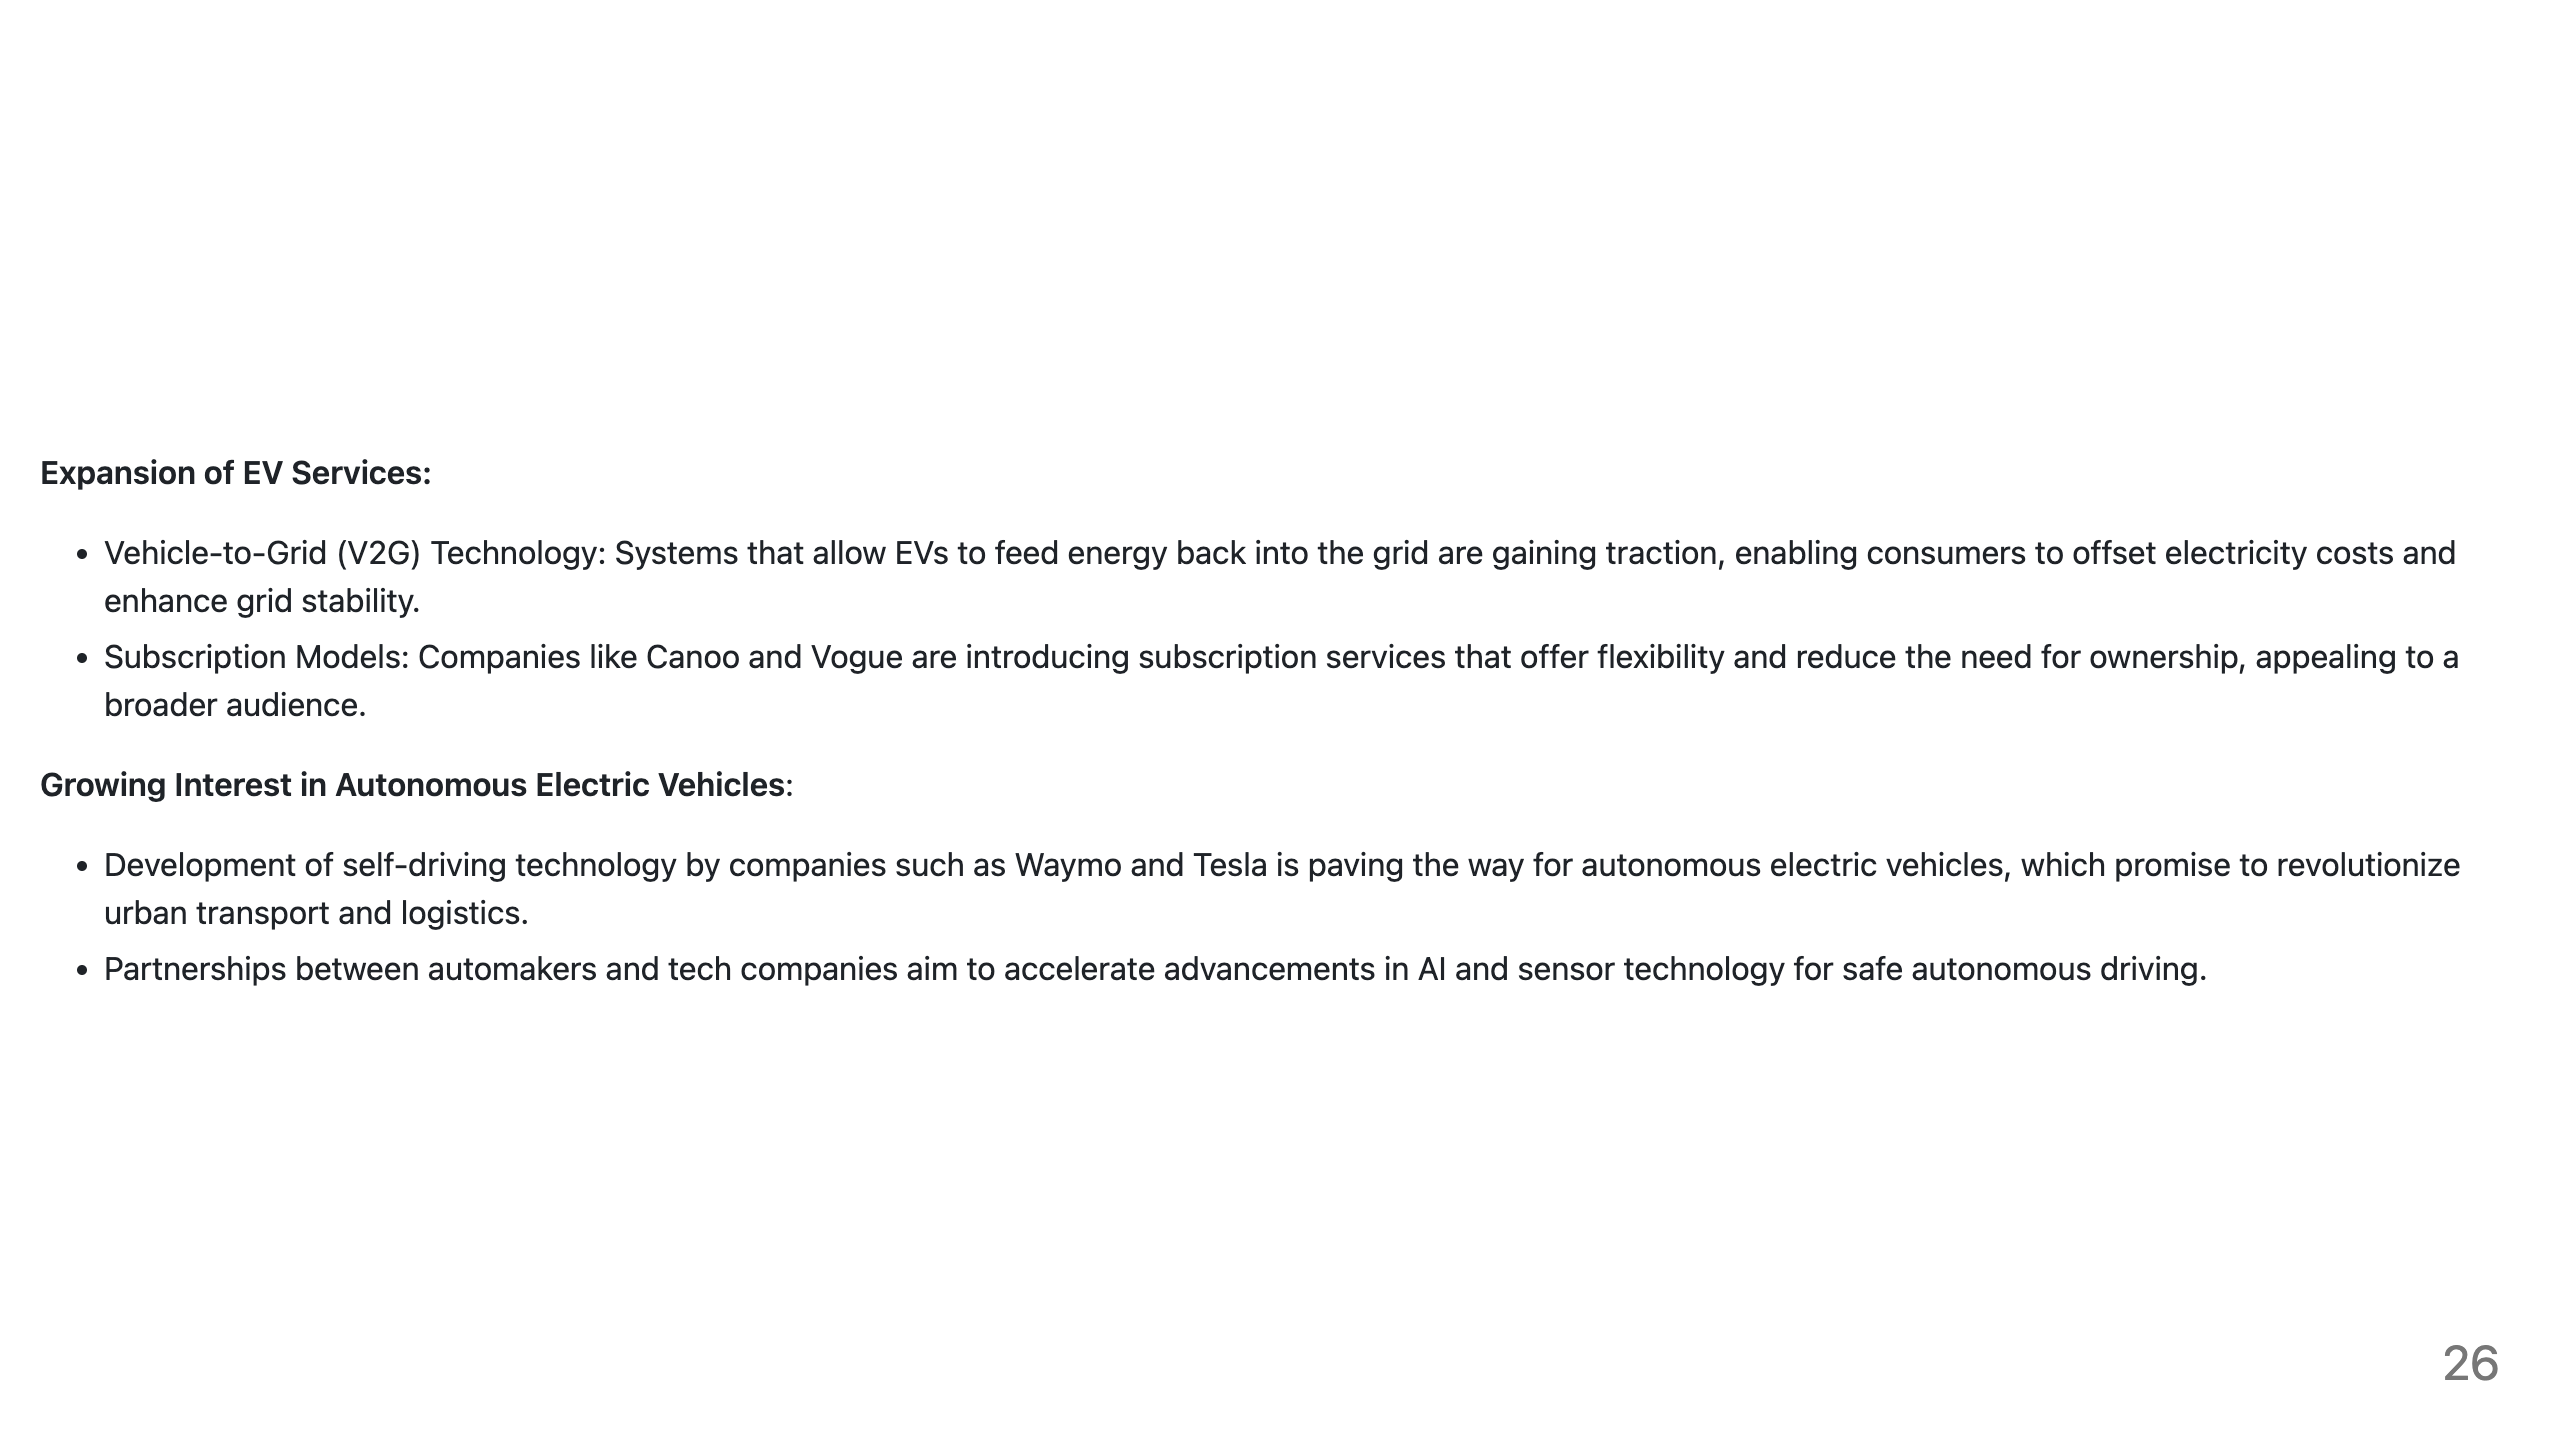 Expansion of EV Services:
• Vehicle-to-Grid (V2G) Technology: Systems that allow EVs to feed energy back into the grid are gaining traction, enabling consumers to offset electricity costs and
enhance grid stability.
• Subscription Models: Companies like Canoo and Vogue are introducing subscription services that offer flexibility and reduce the need for ownership, appealing to a
broader audience.
Growing Interest in Autonomous Electric Vehicles:
• Development of self-driving technology by companies such as Waymo and Tesla is paving the way for autonomous electric vehicles, which promise to revolutionize
urban transport and logistics.
• Partnerships between automakers and tech companies aim to accelerate advancements in AI and sensor technology for safe autonomous driving.
26